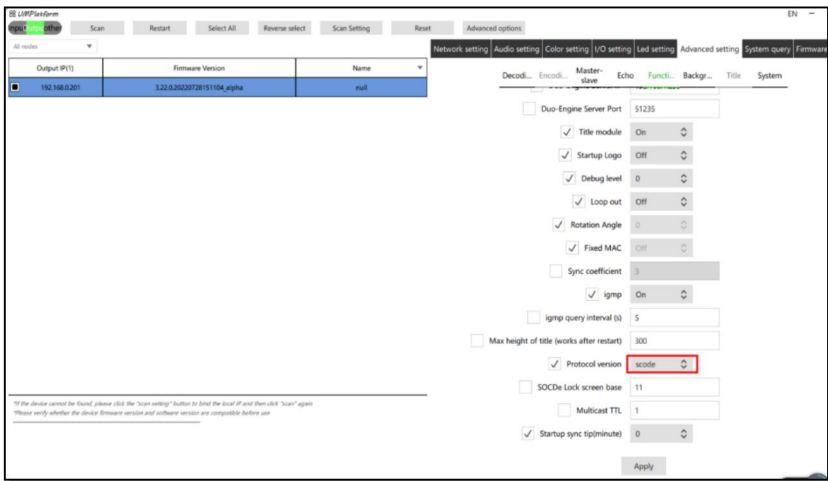 UMPlatform
EN —
Input Output other Scan Restart Select All Reverse select Scan Setting Reset Advanced options
All nodes
Network setting Audio setting Color setting I/O setting Led setting Advanced setting System query Firmware
Output IP(1) Firmware Version Name
Decodi... Encodi... Master-slave Echo Functi... Backgr... Title System
192.168.0.201 3.22.0.20220728151104_alpha null
Duo-Engine Server Port 51235
Title module On
Startup Logo Off
Debug level 0
Loop out Off
Rotation Angle 0
Fixed MAC Off
Sync coefficient 3
igmp On
igmp query interval (s) 5
Max height of title (works after restart) 300
Protocol version scode
SOCDe Lock screen base 11
Multicast TTL 1
Startup sync tip(minute) 0
*If the device cannot be found, please click the "scan setting" button to bind the local IP and then click "scan" again
*Please verify whether the device firmware version and software version are compatible before use
Apply